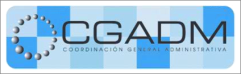 CGADM
COORDINACIÓN GENERAL ADMINISTRATIVA